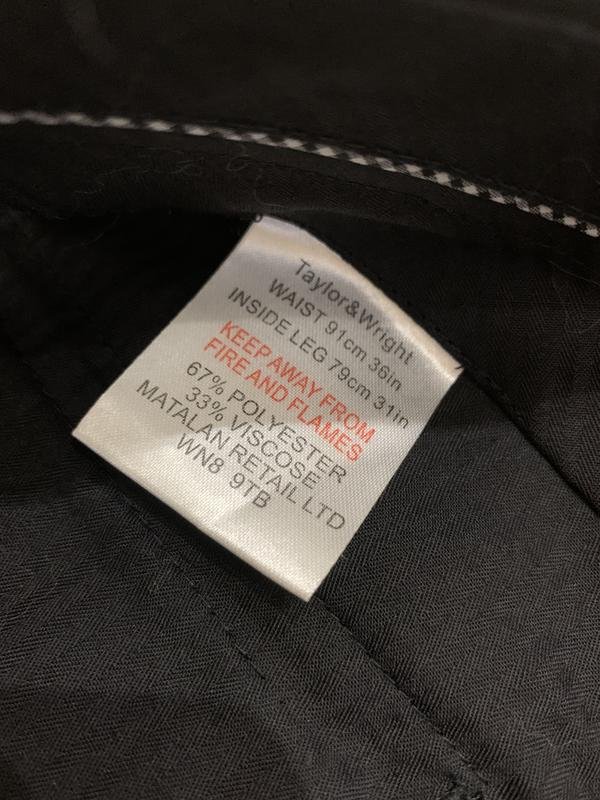 Taylor&Wright
WAIST 91cm 36in
INSIDE LEG 79cm 31in
KEEP AWAY FROM
FIRE AND FLAMES
67% POLYESTER
33% VISCOSE
MATALAN RETAIL LTD
WN8 9TB